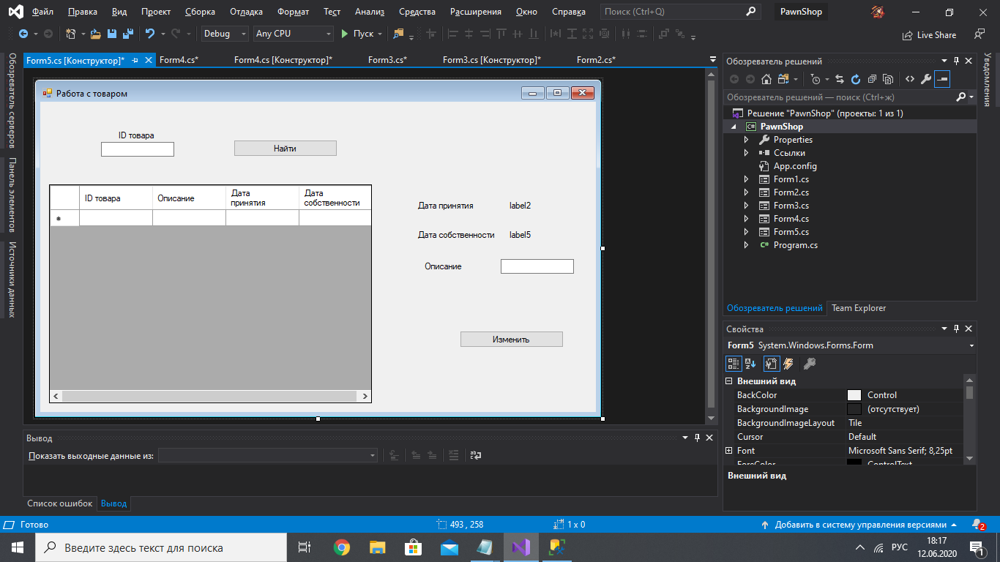 Файл Правка Вид Проект Сборка Отладка Формат Тест Анализ Средства Расширения Окно Справка Поиск (Ctrl+Q) PawnShop
Debug Any CPU Пуск Live Share
Form5.cs [Конструктор]* Form4.cs* Form4.cs [Конструктор]* Form3.cs* Form3.cs [Конструктор]* Form2.cs*
Обозреватель серверов
Панель элементов
Источники данных
Работа с товаром
ID товара
Найти
ID товара Описание Дата принятия Дата собственности
Дата принятия label2
Дата собственности label5
Описание
Изменить
Вывод
Показать выходные данные из:
Список ошибок Вывод
Обозреватель решений
Обозреватель решений — поиск (Ctrl+ж)
Решение "PawnShop" (проекты: 1 из 1)
C# PawnShop
Properties
Ссылки
App.config
Form1.cs
Form2.cs
Form3.cs
Form4.cs
Form5.cs
C# Program.cs
Обозреватель решений Team Explorer
Уведомления
Свойства
Form5 System.Windows.Forms.Form
Внешний вид
BackColor Control
BackgroundImage (отсутствует)
BackgroundImageLayout Tile
Cursor Default
Font Microsoft Sans Serif; 8,25pt
ForeColor ControlText
Внешний вид
Готово 493 , 258 1 x 0 Добавить в систему управления версиями 2
Введите здесь текст для поиска РУС 18:17
12.06.2020 1